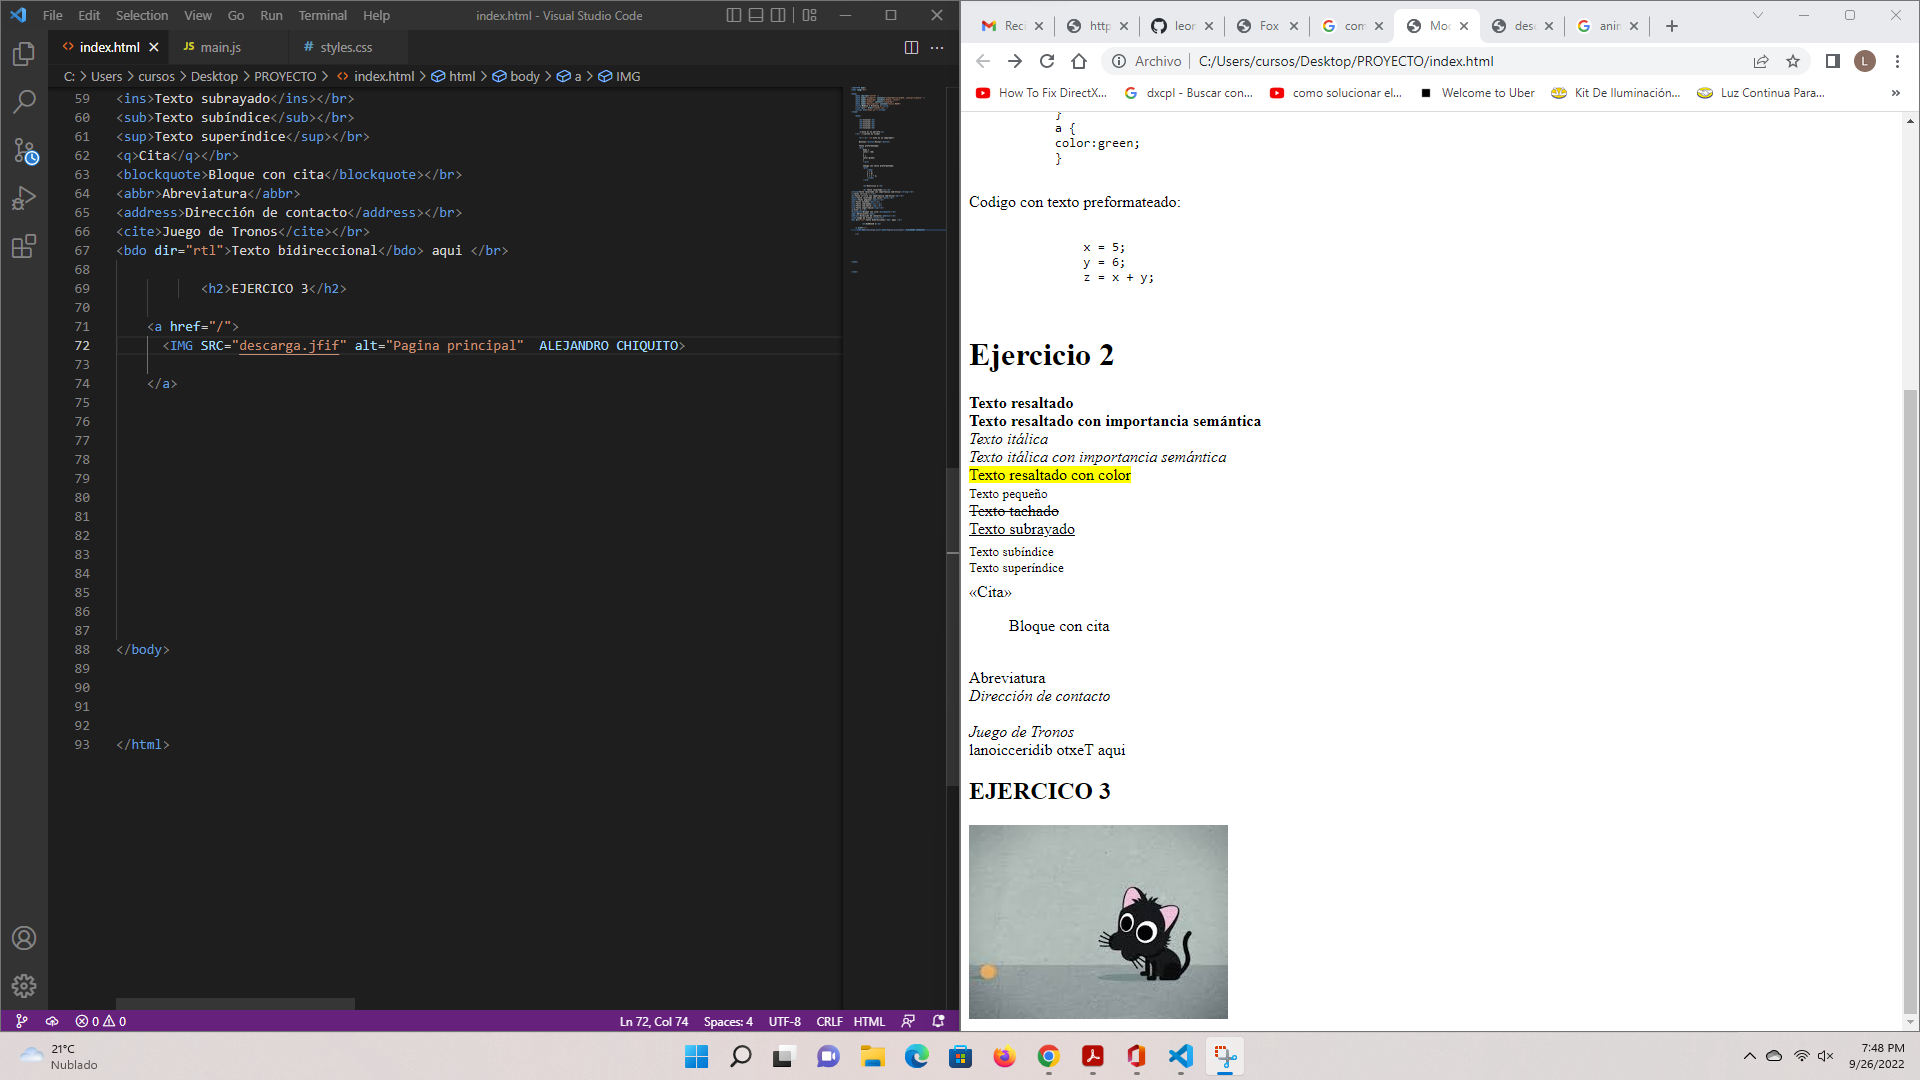 File Edit Selection View Go Run Terminal Help index.html - Visual Studio Code
index.html JS main.js # styles.css
C: > Users > cursos > Desktop > PROYECTO > index.html > html > body > a > IMG
59 <ins>Texto subrayado</ins></br>
60 <sub>Texto subíndice</sub></br>
61 <sup>Texto superíndice</sup></br>
62 <q>Cita</q></br>
63 <blockquote>Bloque con cita</blockquote></br>
64 <abbr>Abreviatura</abbr>
65 <address>Dirección de contacto</address></br>
66 <cite>Juego de Tronos</cite></br>
67 <bdo dir="rtl">Texto bidireccional</bdo> aqui </br>
68
69 <h2>EJERCICO 3</h2>
70
71 <a href="/">
72 <IMG SRC="descarga.jfif" alt="Pagina principal"  ALEJANDRO CHIQUITO>
73
74 </a>
75
76
77
78
79
80
81
82
83
84
85
86
87
88 </body>
89
90
91
92
93 </html>
0 0 Ln 72, Col 74 Spaces: 4 UTF-8 CRLF HTML
Reci http leon Fox com Moc desc anin
Archivo C:/Users/cursos/Desktop/PROYECTO/index.html L
How To Fix DirectX... dxcpl - Buscar con... como solucionar el... Welcome to Uber Kit De Iluminación... Luz Continua Para... »
}
a {
color:green;
}
Codigo con texto preformateado:
x = 5;
y = 6;
z = x + y;
Ejercicio 2
Texto resaltado
Texto resaltado con importancia semántica
Texto itálica
Texto itálica con importancia semántica
Texto resaltado con color
Texto pequeño
Texto tachado
Texto subrayado
Texto subíndice
Texto superíndice
«Cita»
Bloque con cita
Abreviatura
Dirección de contacto
Juego de Tronos
lanoicceridib otxeT aqui
EJERCICO 3
21°C
Nublado
7:48 PM
9/26/2022